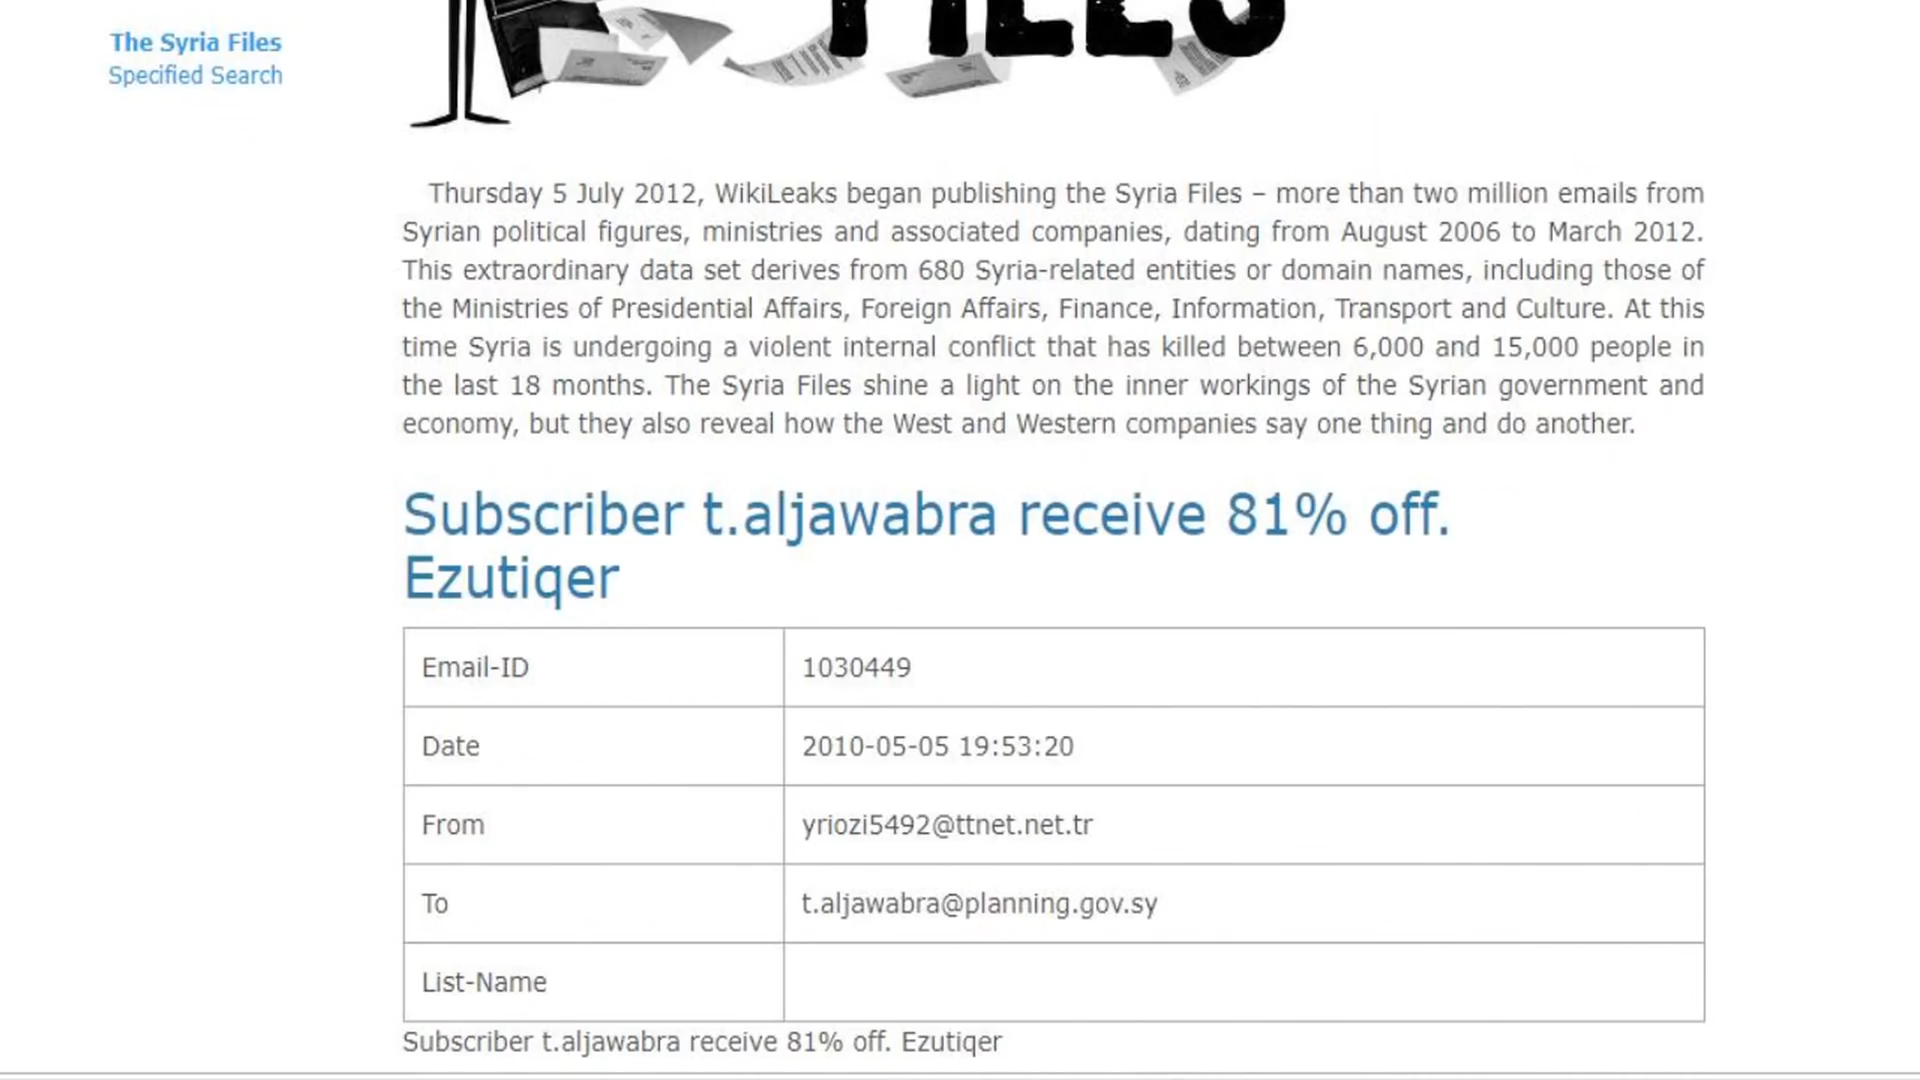 The Syria Files
Specified Search
FILES
Thursday 5 July 2012, WikiLeaks began publishing the Syria Files – more than two million emails from
Syrian political figures, ministries and associated companies, dating from August 2006 to March 2012.
This extraordinary data set derives from 680 Syria-related entities or domain names, including those of
the Ministries of Presidential Affairs, Foreign Affairs, Finance, Information, Transport and Culture. At this
time Syria is undergoing a violent internal conflict that has killed between 6,000 and 15,000 people in
the last 18 months. The Syria Files shine a light on the inner workings of the Syrian government and
economy, but they also reveal how the West and Western companies say one thing and do another.
Subscriber t.aljawabra receive 81% off.
Ezutiqer
Email-ID 1030449
Date 2010-05-05 19:53:20
From yriozi5492@ttnet.net.tr
To t.aljawabra@planning.gov.sy
List-Name
Subscriber t.aljawabra receive 81% off. Ezutiqer